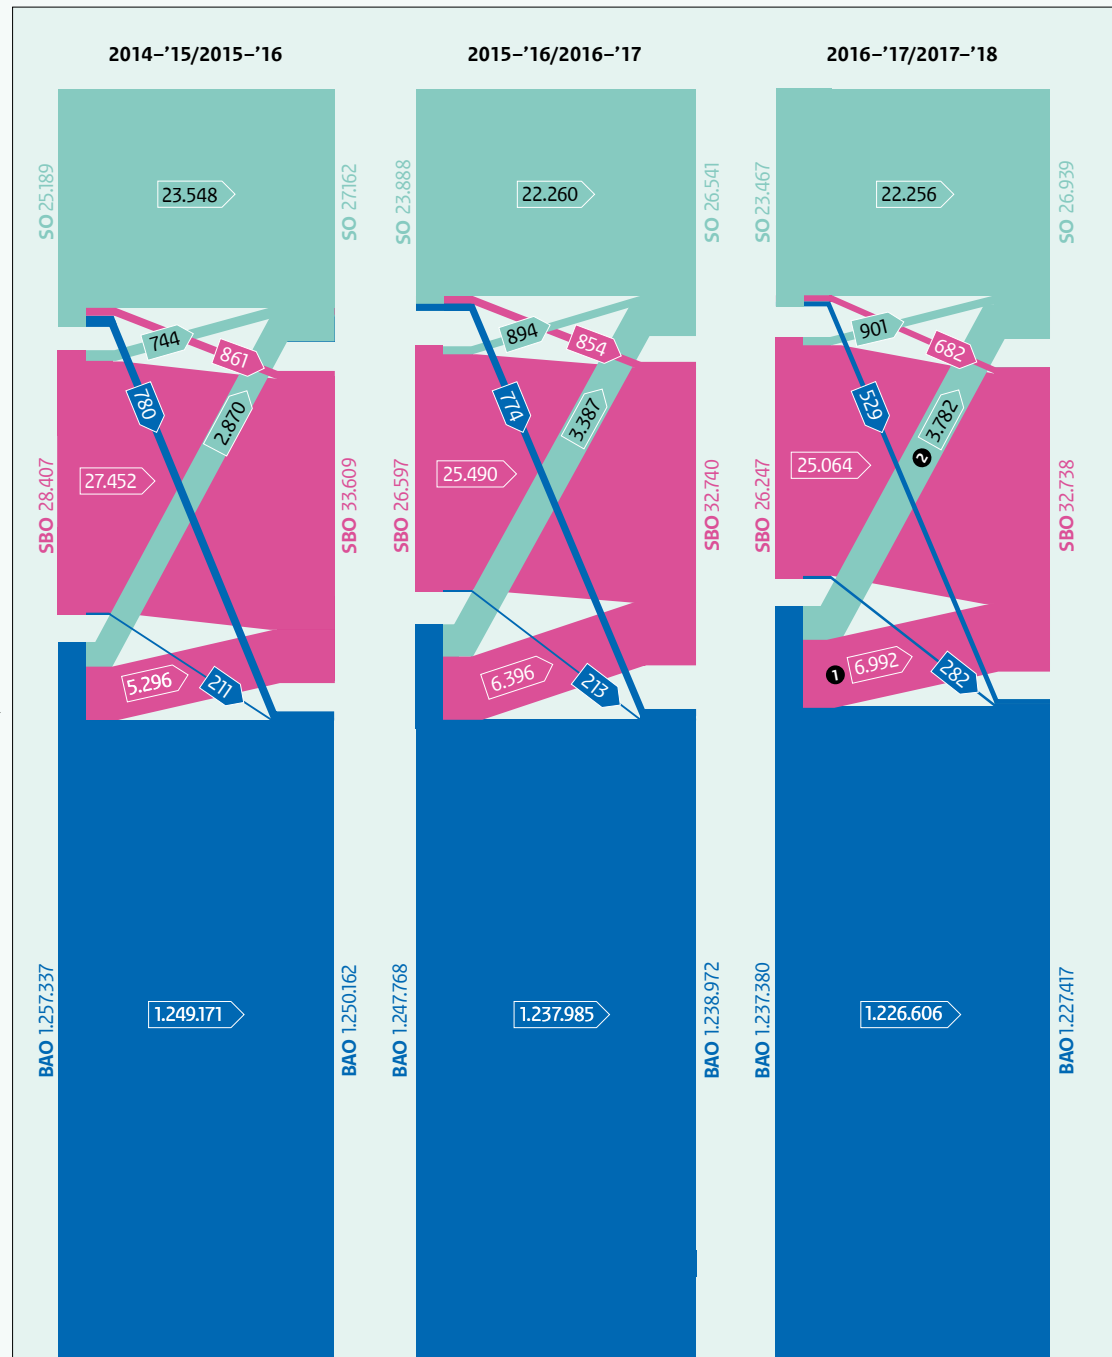 2014–’15/2015–’16
SO 25.189
23.548
SO 27.162
744
861
780
2.870
SBO 28.407
27.452
SBO 33.609
5.296
211
BAO 1.257.337
1.249.171
BAO 1.250.162
2015–’16/2016–’17
SO 23.888
22.260
SO 26.541
894
854
774
3.387
SBO 26.597
25.490
SBO 32.740
6.396
213
BAO 1.247.768
1.237.985
BAO 1.238.972
2016–’17/2017–’18
SO 23.467
22.256
SO 26.939
901
682
529
3.782
2
SBO 26.247
25.064
SBO 32.738
1
6.992
282
BAO 1.237.380
1.226.606
BAO 1.227.417